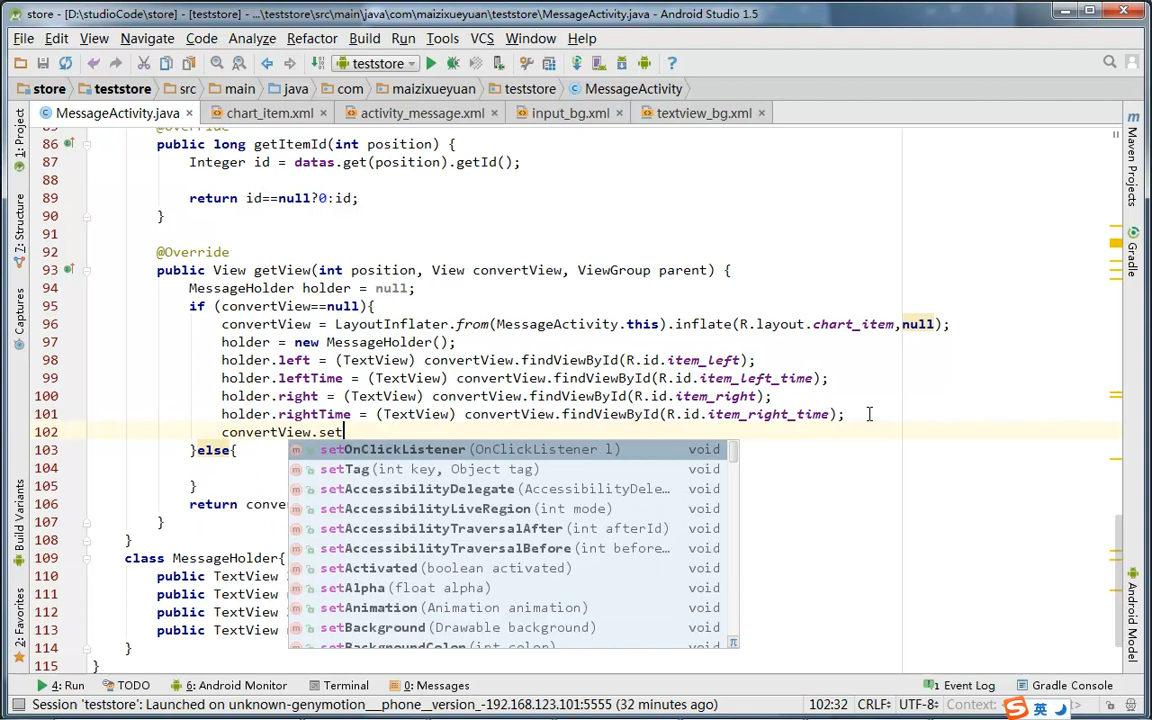 store - [D:\studioCode\store] - [teststore] - ...\teststore\src\main\java\com\maizixueyuan\teststore\MessageActivity.java - Android Studio 1.5
File Edit View Navigate Code Analyze Refactor Build Run Tools VCS Window Help
teststore
store teststore src main java com maizixueyuan teststore MessageActivity
MessageActivity.java chart_item.xml activity_message.xml input_bg.xml textview_bg.xml
@Override
86 public long getItemId(int position) {
87 Integer id = datas.get(position).getId();
88
89 return id==null?0:id;
90 }
91
92 @Override
93 public View getView(int position, View convertView, ViewGroup parent) {
94 MessageHolder holder = null;
95 if (convertView==null){
96 convertView = LayoutInflater.from(MessageActivity.this).inflate(R.layout.chart_item,null);
97 holder = new MessageHolder();
98 holder.left = (TextView) convertView.findViewById(R.id.item_left);
99 holder.leftTime = (TextView) convertView.findViewById(R.id.item_left_time);
100 holder.right = (TextView) convertView.findViewById(R.id.item_right);
101 holder.rightTime = (TextView) convertView.findViewById(R.id.item_right_time);
102 convertView.set
103 }else{
104
105 }
106 return conve
107 }
108 }
109 class MessageHolder{
110 public TextView
111 public TextView
112 public TextView
113 public TextView
114 }
115 }
setOnClickListener(OnClickListener l) void
setTag(int key, Object tag) void
setAccessibilityDelegate(AccessibilityDele... void
setAccessibilityLiveRegion(int mode) void
setAccessibilityTraversalAfter(int afterId) void
setAccessibilityTraversalBefore(int before... void
setActivated(boolean activated) void
setAlpha(float alpha) void
setAnimation(Animation animation) void
setBackground(Drawable background) void
setBackgroundColor(int color) void
1: Project
7: Structure
Captures
Build Variants
2: Favorites
Maven Projects
Gradle
Android Model
4: Run TODO 6: Android Monitor Terminal 0: Messages 1 Event Log Gradle Console
Session 'teststore': Launched on unknown-genymotion__phone__version_-192.168.123.101:5555 (32 minutes ago) 102:32 CRLF UTF-8 Context:
英